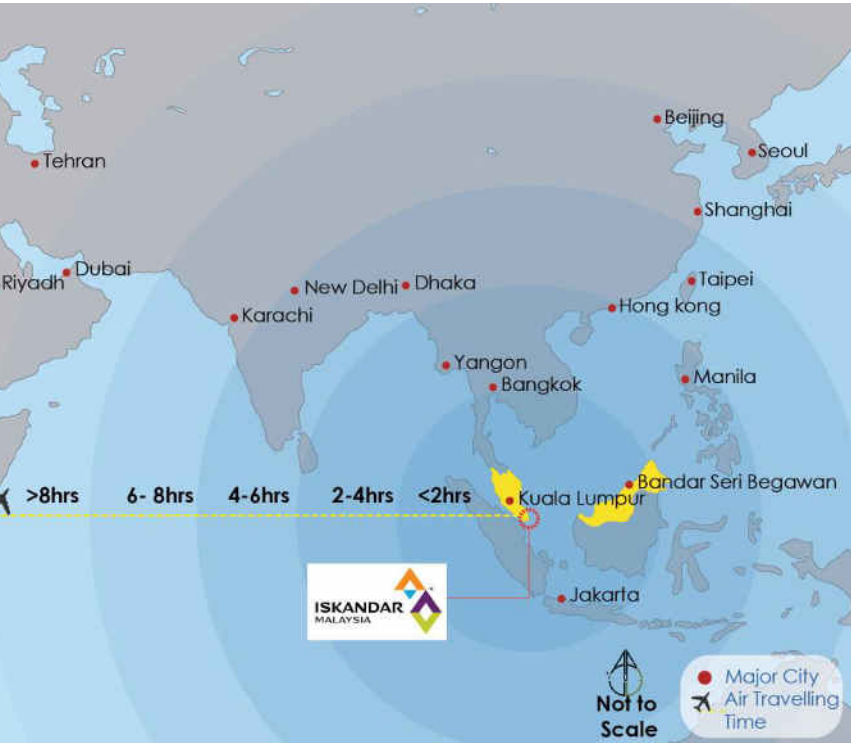 Beijing
Seoul
Tehran
Shanghai
Dubai
Riyadh
New Delhi
Dhaka
Taipei
Karachi
Hong kong
Yangon
Manila
Bangkok
>8hrs 6- 8hrs 4-6hrs 2-4hrs <2hrs
Kuala Lumpur
Bandar Seri Begawan
ISKANDAR
MALAYSIA
Jakarta
Not to
Scale
Major City
Air Travelling
Time